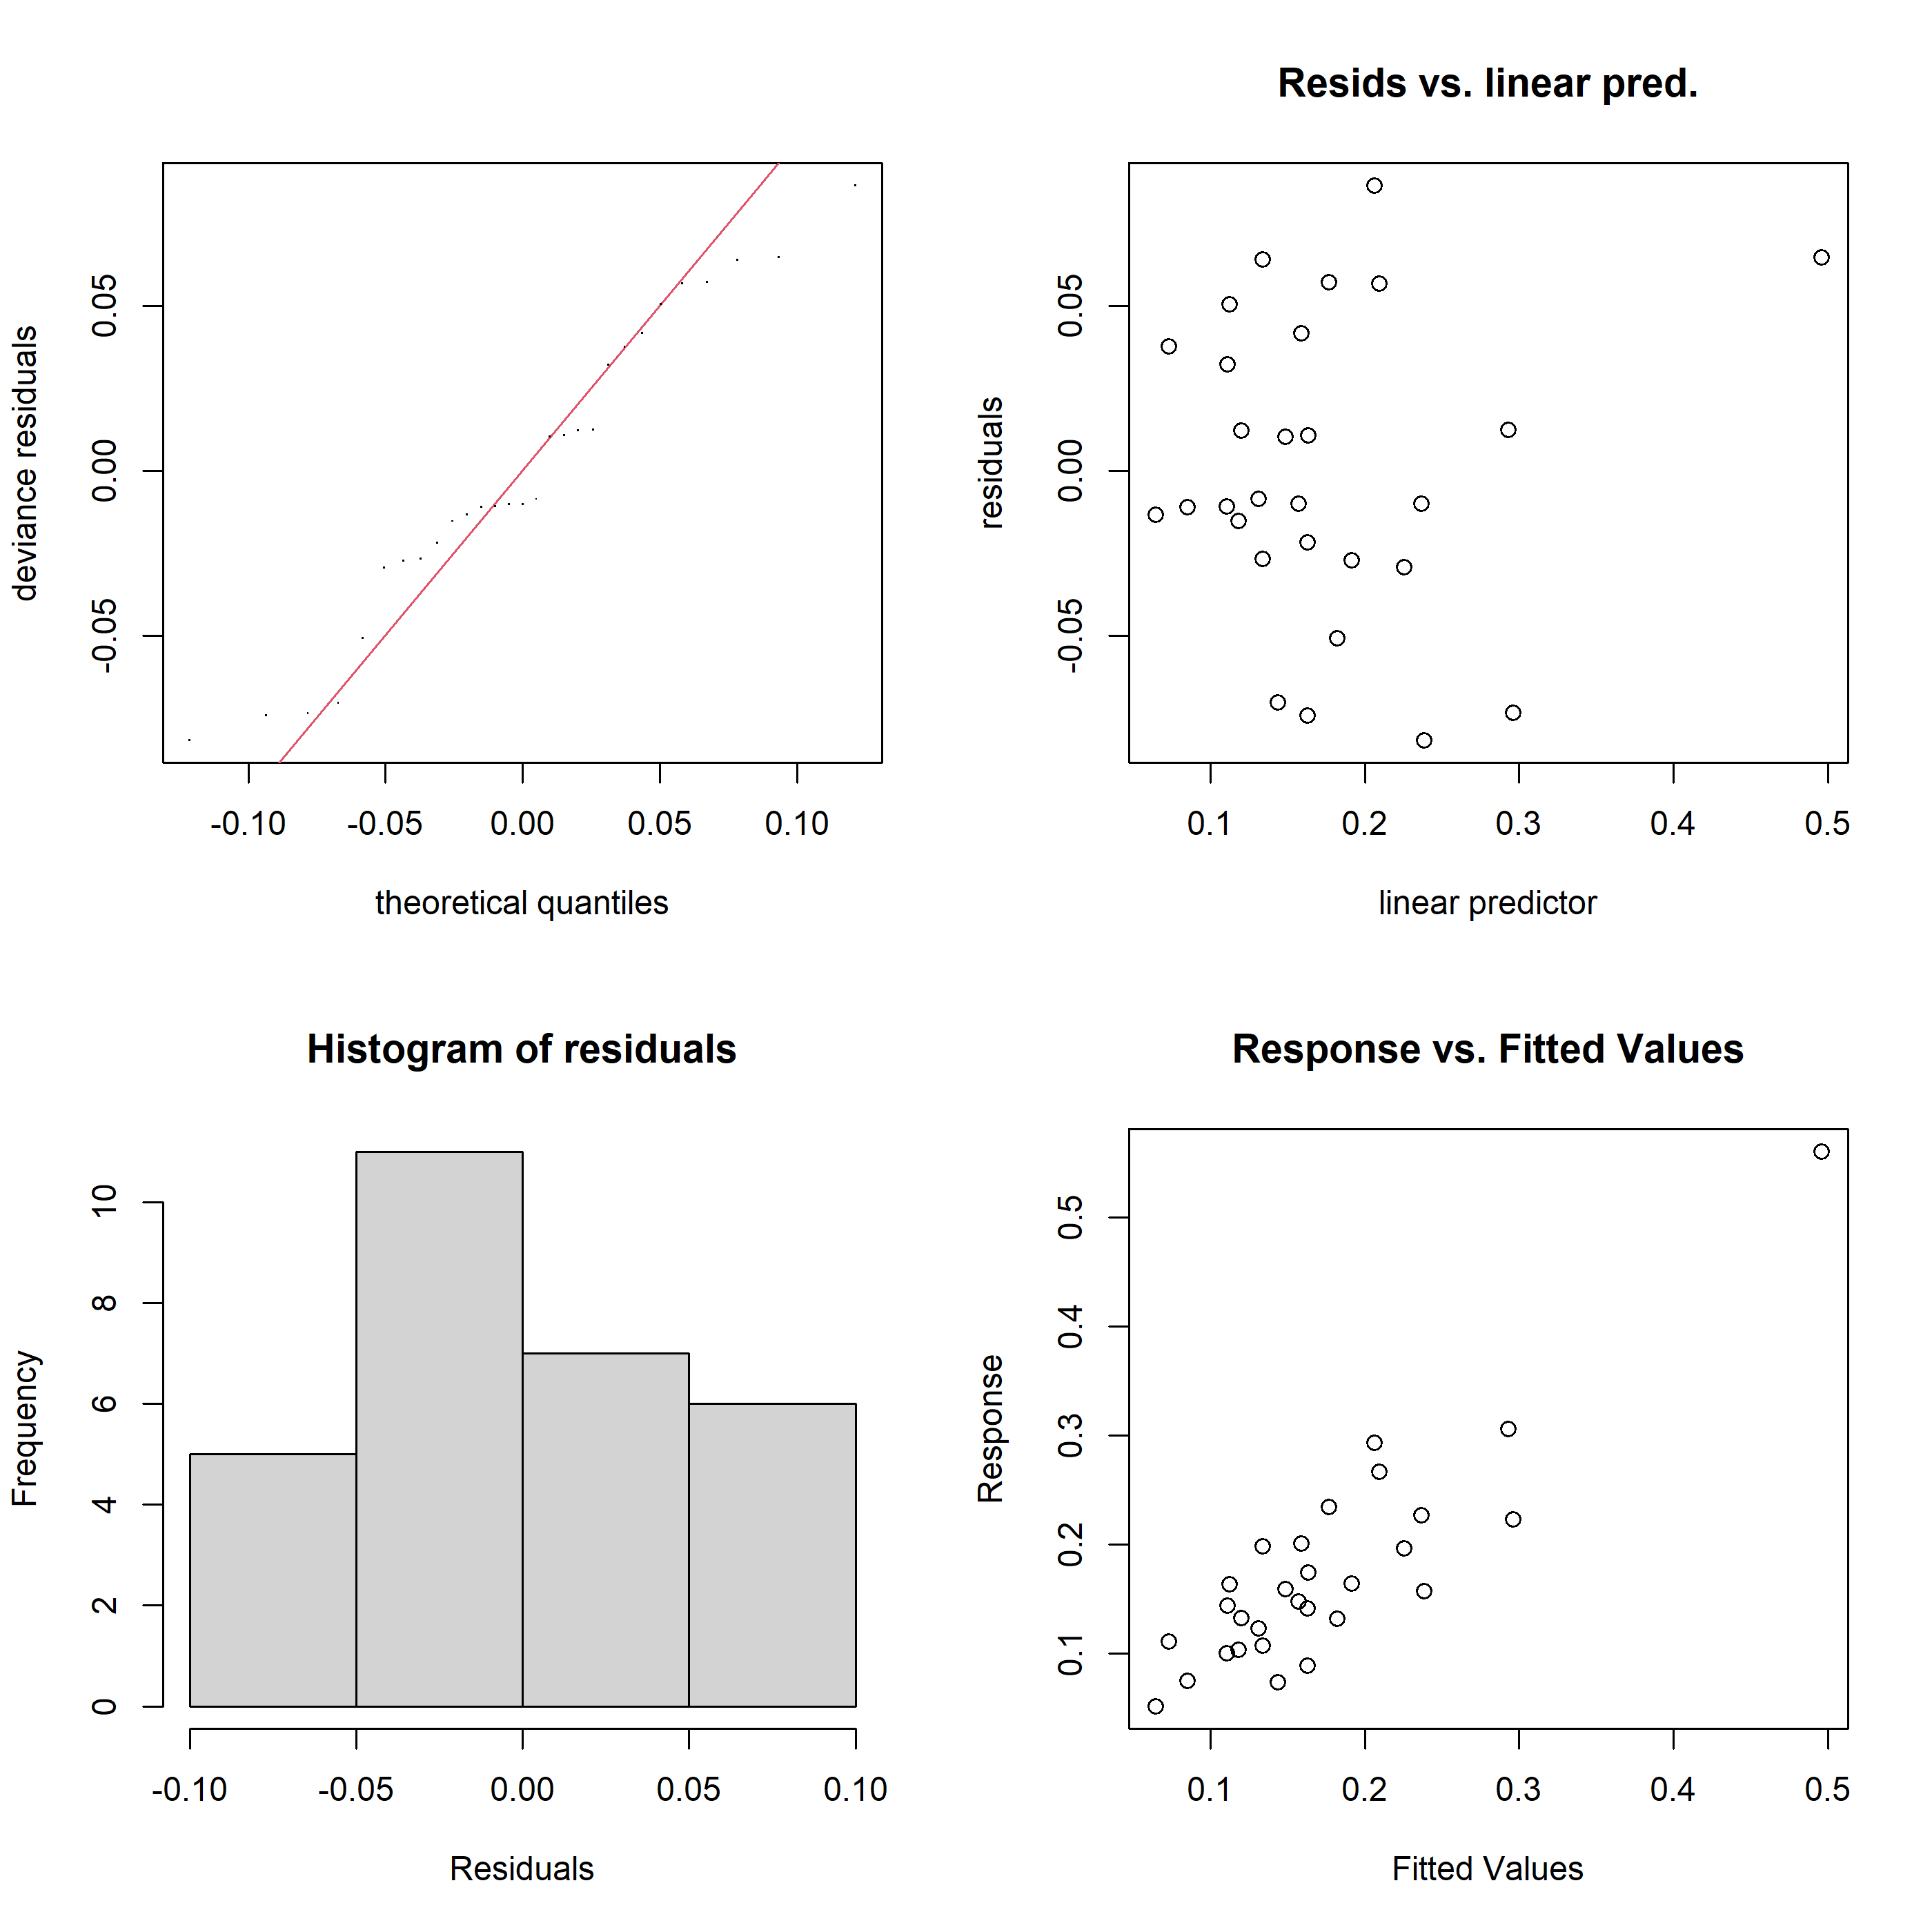 deviance residuals
0.05
0.00
-0.05
-0.10 -0.05 0.00 0.05 0.10
theoretical quantiles
Resids vs. linear pred.
residuals
0.05
0.00
-0.05
0.1 0.2 0.3 0.4 0.5
linear predictor
Histogram of residuals
Frequency
10
8
6
4
2
0
-0.10 -0.05 0.00 0.05 0.10
Residuals
Response vs. Fitted Values
Response
0.5
0.4
0.3
0.2
0.1
0.1 0.2 0.3 0.4 0.5
Fitted Values